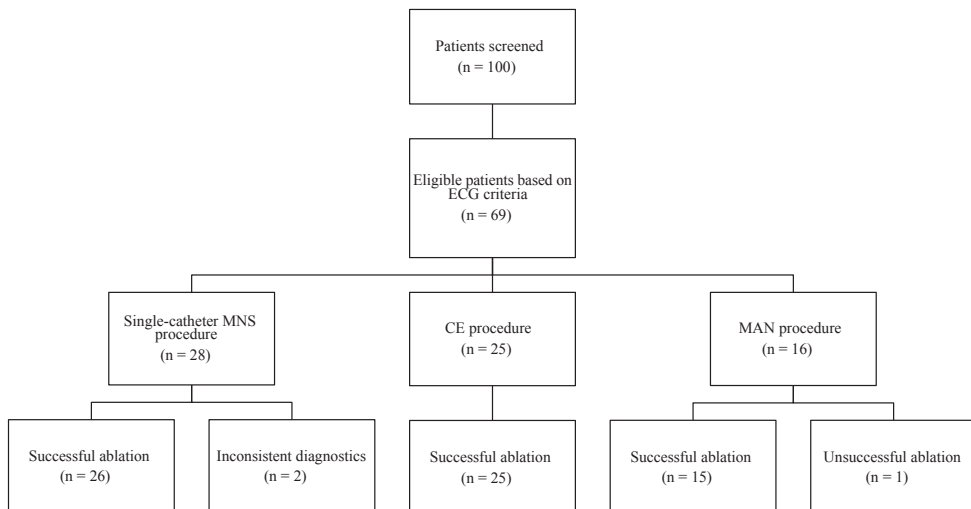 Patients screened
(n = 100)
Eligible patients based on
ECG criteria
(n = 69)
Single-catheter MNS
procedure
(n = 28)
CE procedure
(n = 25)
MAN procedure
(n = 16)
Successful ablation
(n = 26)
Inconsistent diagnostics
(n = 2)
Successful ablation
(n = 25)
Successful ablation
(n = 15)
Unsuccessful ablation
(n = 1)